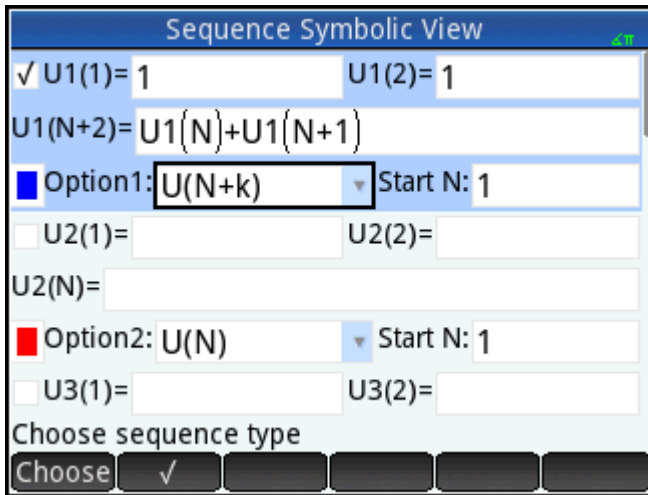 Sequence Symbolic View
∠π
√ U1(1)= 1 U1(2)= 1
U1(N+2)= U1(N)+U1(N+1)
Option1: U(N+k) Start N: 1
U2(1)= U2(2)=
U2(N)=
Option2: U(N) Start N: 1
U3(1)= U3(2)=
Choose sequence type
Choose √